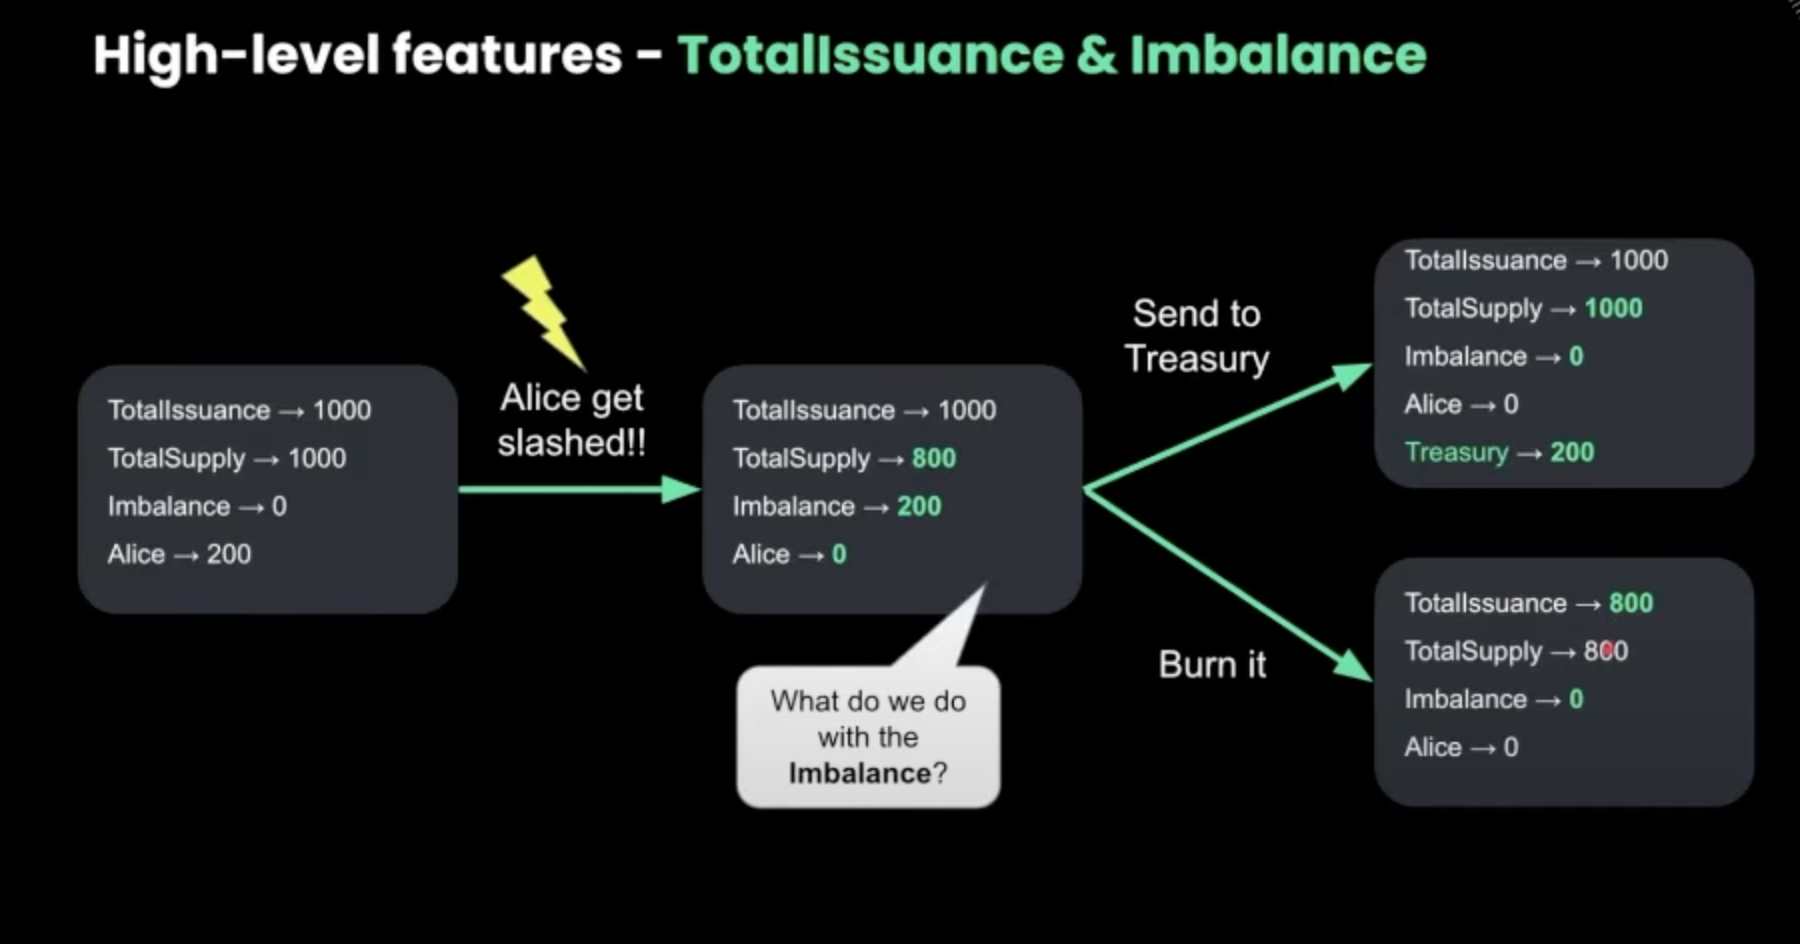 High-level features - TotalIssuance & Imbalance
TotalIssuance → 1000
TotalSupply → 1000
Imbalance → 0
Alice → 200
Alice get
slashed!!
TotalIssuance → 1000
TotalSupply → 800
Imbalance → 200
Alice → 0
What do we do
with the
Imbalance?
Send to
Treasury
TotalIssuance → 1000
TotalSupply → 1000
Imbalance → 0
Alice → 0
Treasury → 200
Burn it
TotalIssuance → 800
TotalSupply → 800
Imbalance → 0
Alice → 0